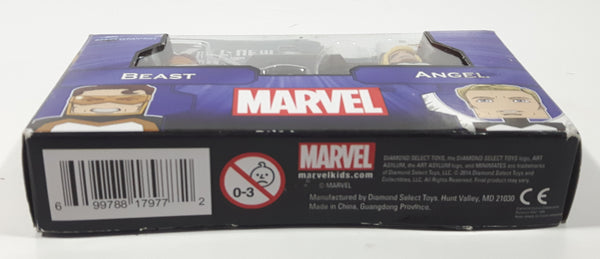 BEAST
ANGEL
MARVEL
6 99788 17977 2
0-3
MARVEL
marvelkids.com
© MARVEL
DIAMOND SELECT TOYS, the DIAMOND SELECT TOYS logo, ART
ASYLUM, the ART ASYLUM logo, and MINIMATES are trademarks
of Diamond Select Toys, LLC. © 2014 Diamond Select Toys and
Collectibles, LLC. All Rights Reserved. Final product may vary.
Manufactured by Diamond Select Toys. Hunt Valley, MD 21030
Made in China, Guangdong Province.
CE